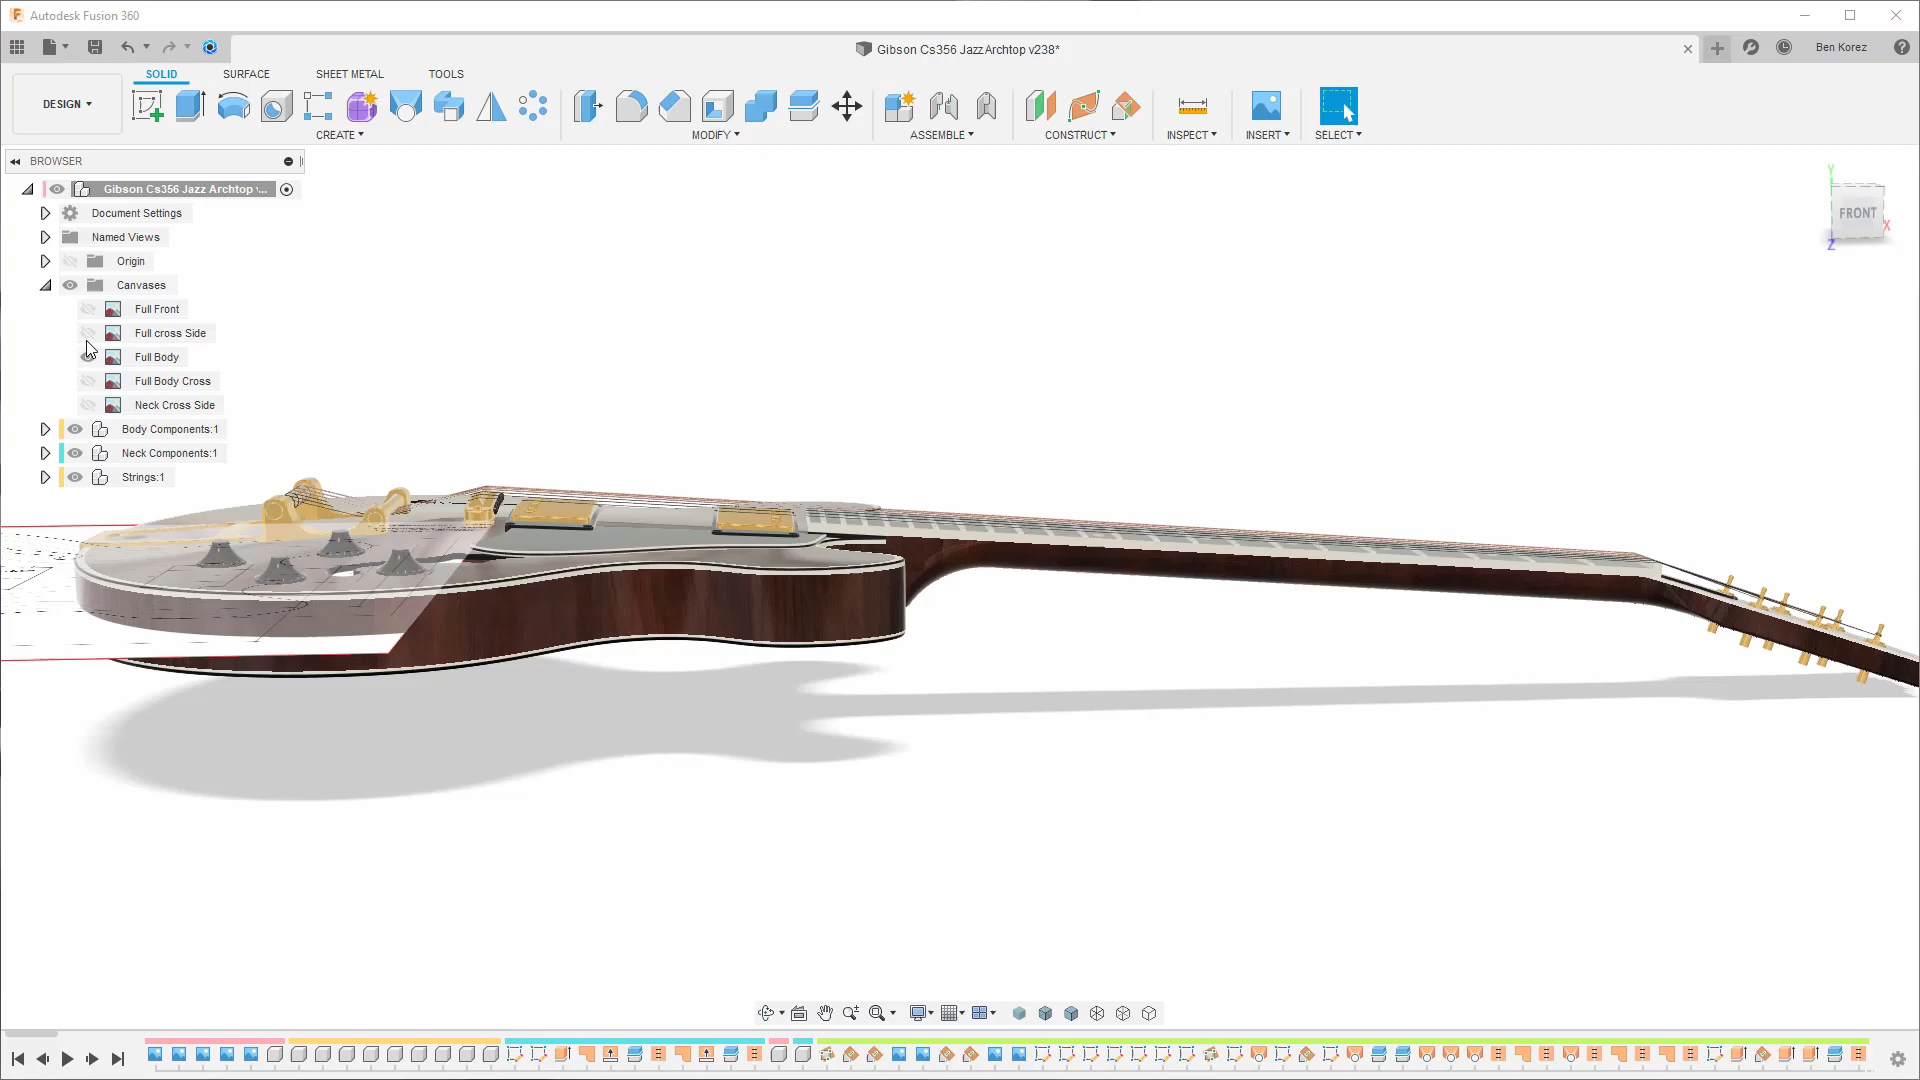 Autodesk Fusion 360
Gibson Cs356 Jazz Archtop v238*
Ben Korez
DESIGN
SOLID
SURFACE
SHEET METAL
TOOLS
CREATE
MODIFY
ASSEMBLE
CONSTRUCT
INSPECT
INSERT
SELECT
BROWSER
Gibson Cs356 Jazz Archtop v...
Document Settings
Named Views
Origin
Canvases
Full Front
Full cross Side
Full Body
Full Body Cross
Neck Cross Side
Body Components:1
Neck Components:1
Strings:1
Y
FRONT
X
Z